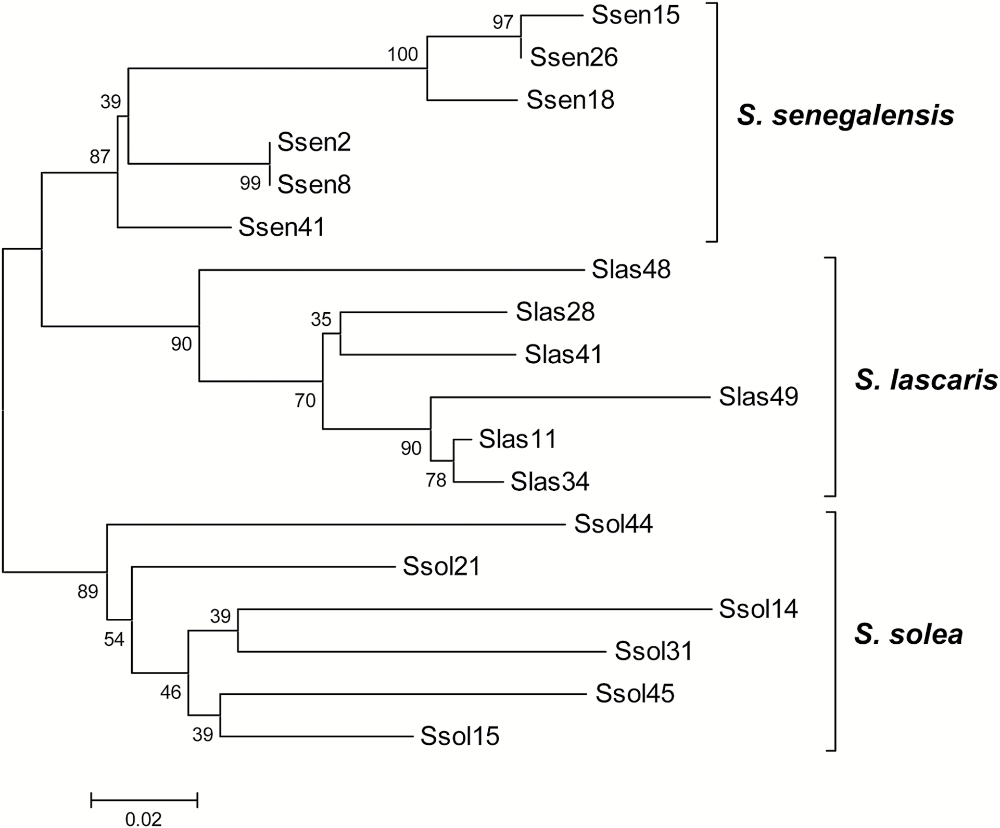 Ssen15
97
Ssen26
100
Ssen18
39
S. senegalensis
Ssen2
87
Ssen8
99
Ssen41
Slas48
Slas28
35
90
Slas41
S. lascaris
70
Slas49
Slas11
90
78
Slas34
Ssol44
Ssol21
89
Ssol14
39
54
S. solea
Ssol31
46
Ssol45
39
Ssol15
0.02